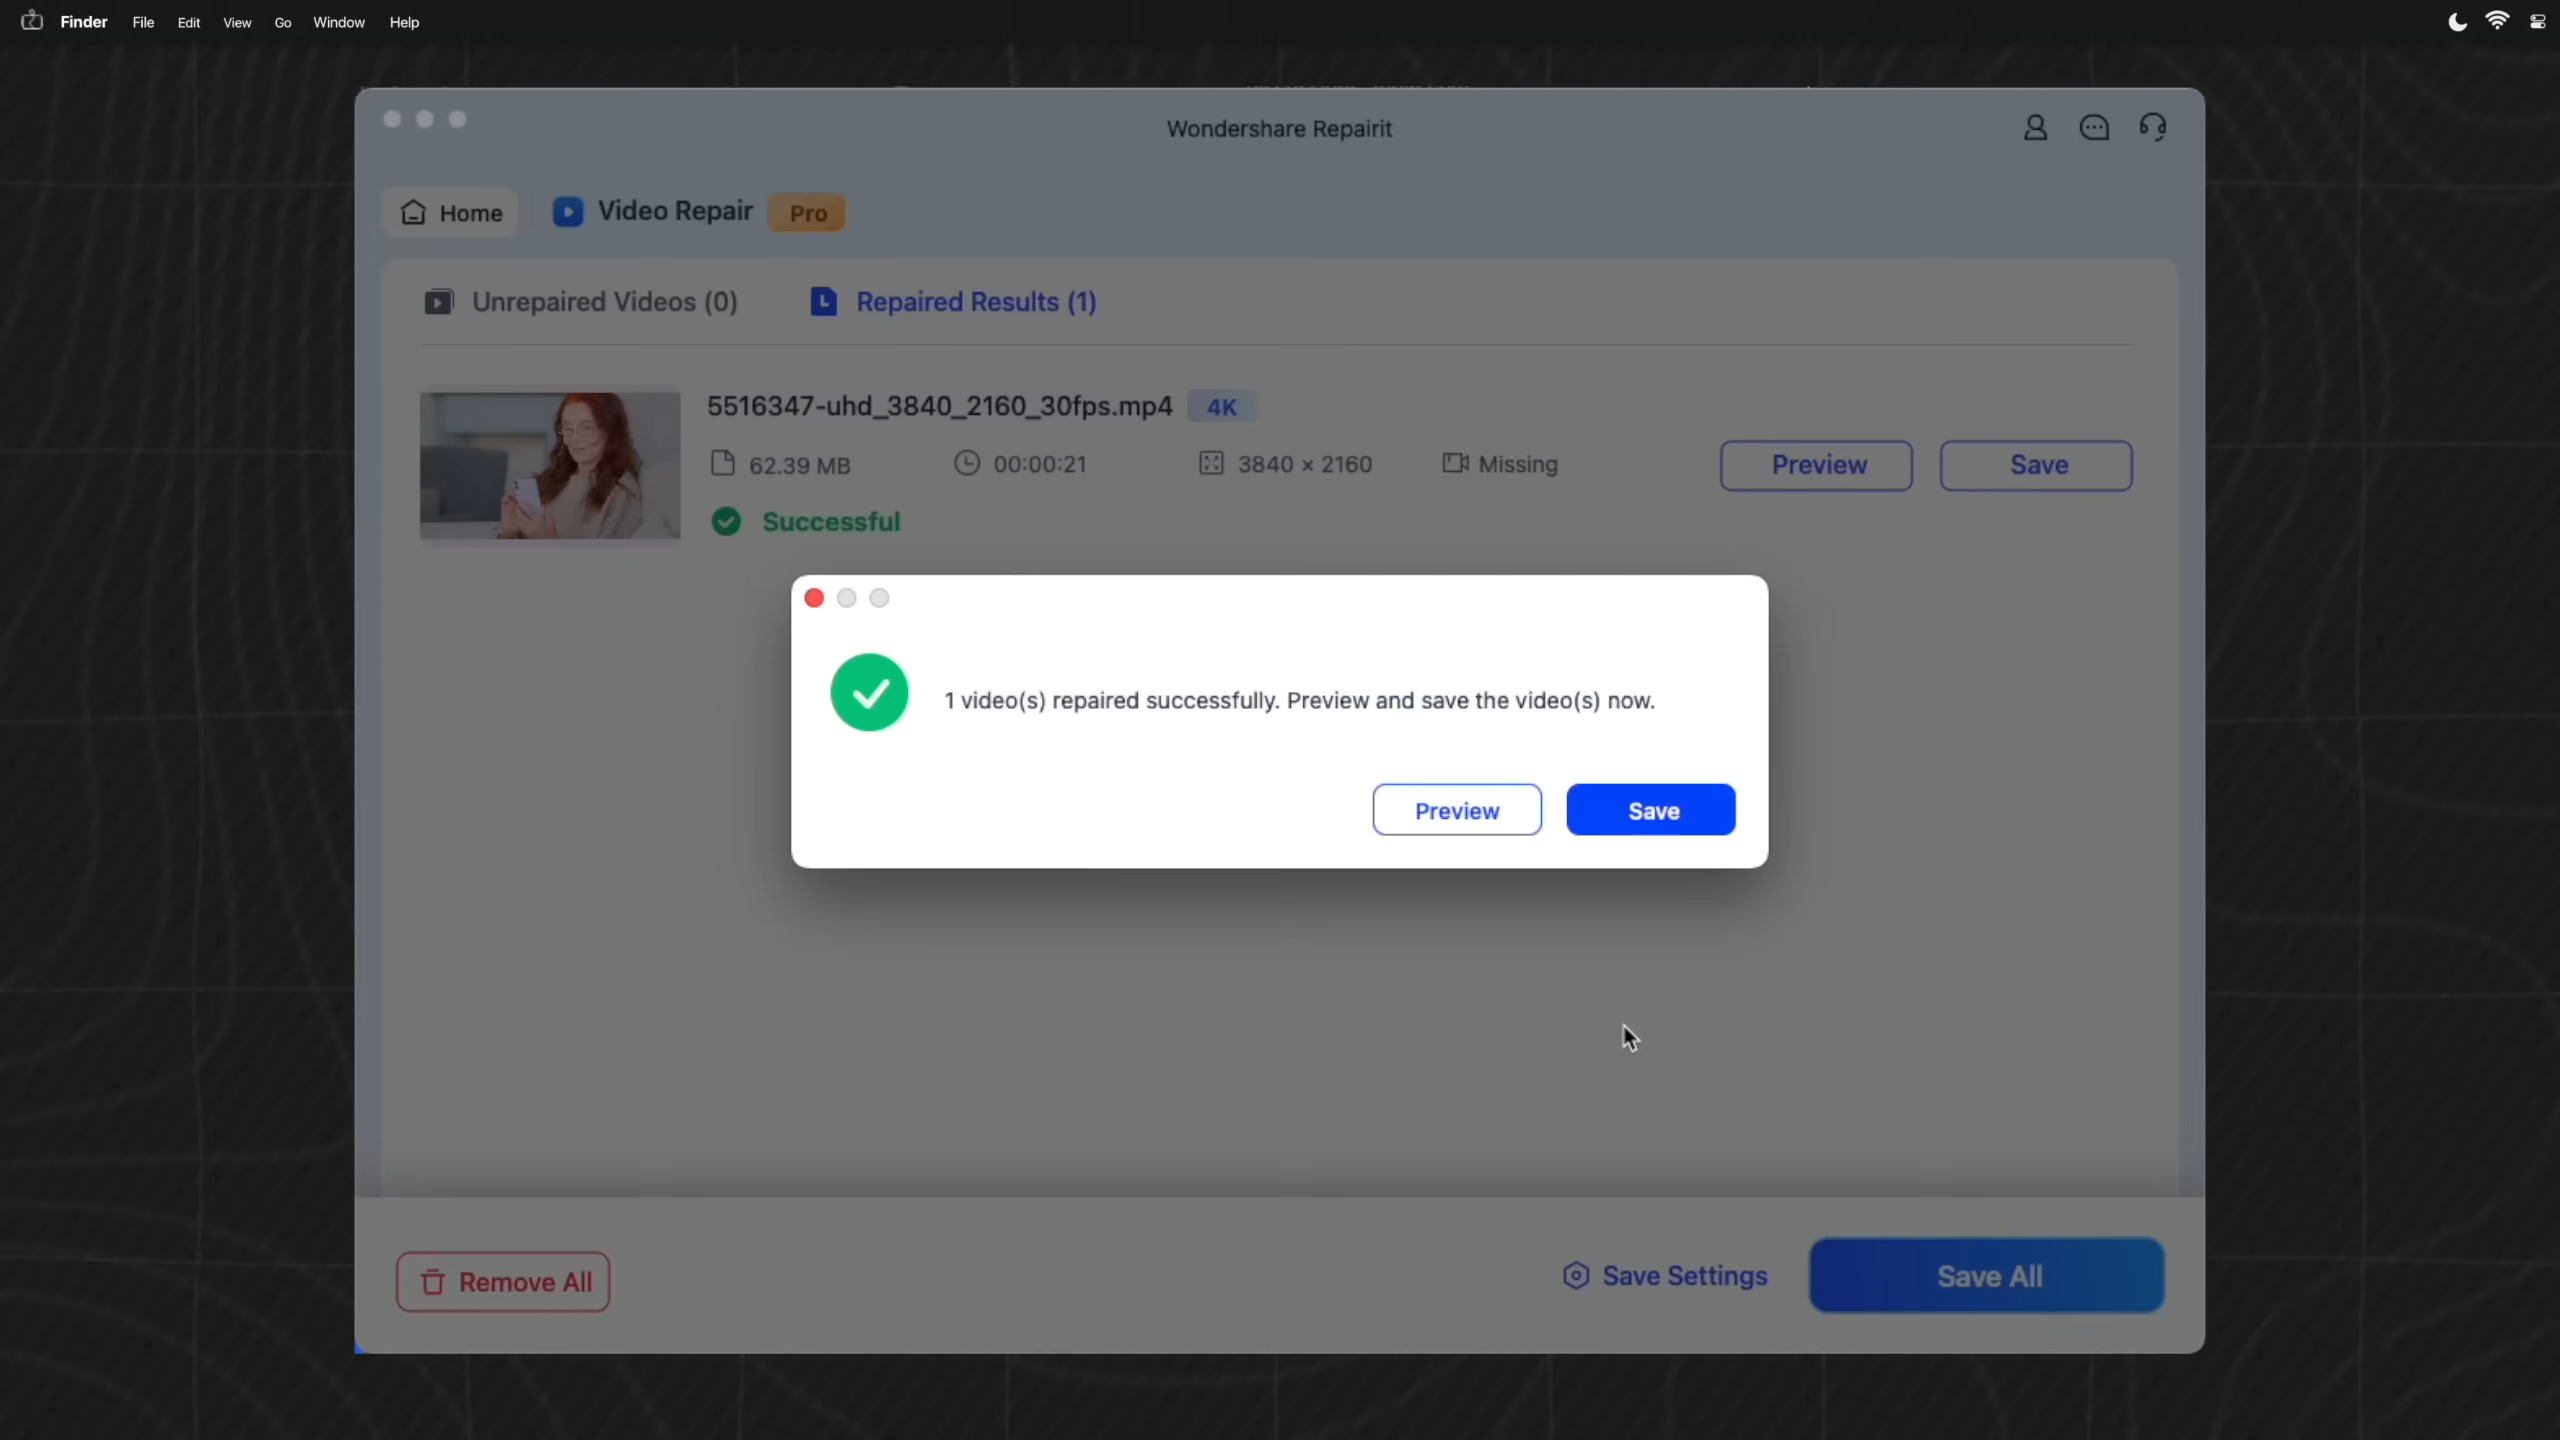 Finder File Edit View Go Window Help
Wondershare Repairit
Home Video Repair Pro
Unrepaired Videos (0) Repaired Results (1)
5516347-uhd_3840_2160_30fps.mp4 4K
62.39 MB 00:00:21 3840 × 2160 Missing Preview Save
Successful
1 video(s) repaired successfully. Preview and save the video(s) now.
Preview Save
Remove All Save Settings Save All